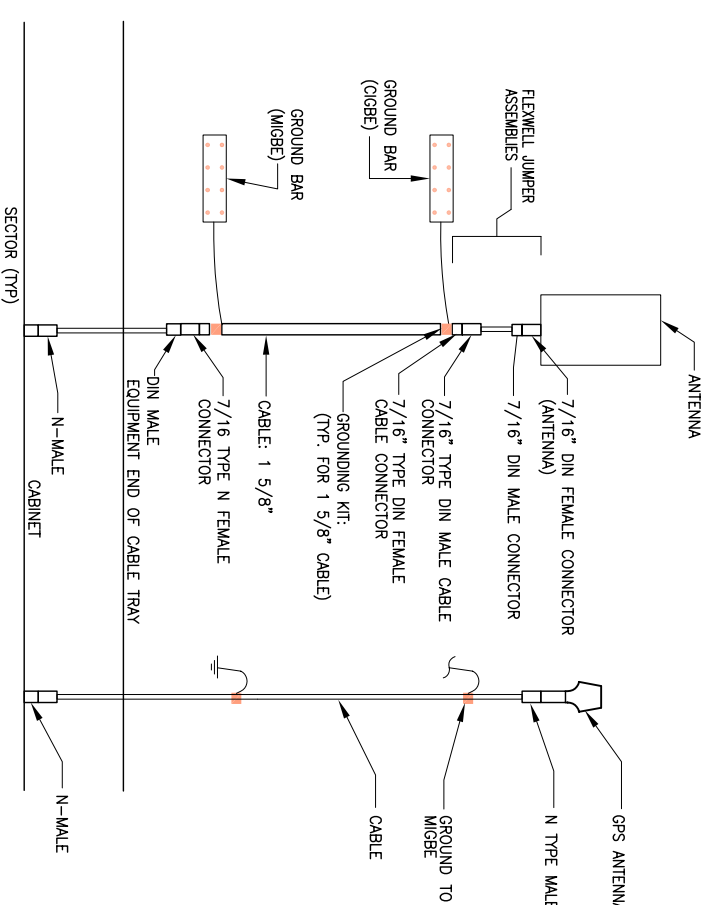 ANTENNA
7/16" DIN FEMALE CONNECTOR
(ANTENNA)
7/16" DIN MALE CONNECTOR
7/16" TYPE DIN MALE CABLE
CONNECTOR
7/16" TYPE DIN FEMALE
CABLE CONNECTOR
GROUNDING KIT:
(TYP. FOR 1 5/8" CABLE)
CABLE: 1 5/8"
7/16 TYPE N FEMALE
CONNECTOR
DIN MALE
EQUIPMENT END OF CABLE TRAY
N-MALE
CABINET
FLEXWELL JUMPER
ASSEMBLIES
GROUND BAR
(CIGBE)
GROUND BAR
(MIGBE)
SECTOR (TYP)
GPS ANTENNA
N TYPE MALE
GROUND TO
MIGBE
CABLE
N-MALE